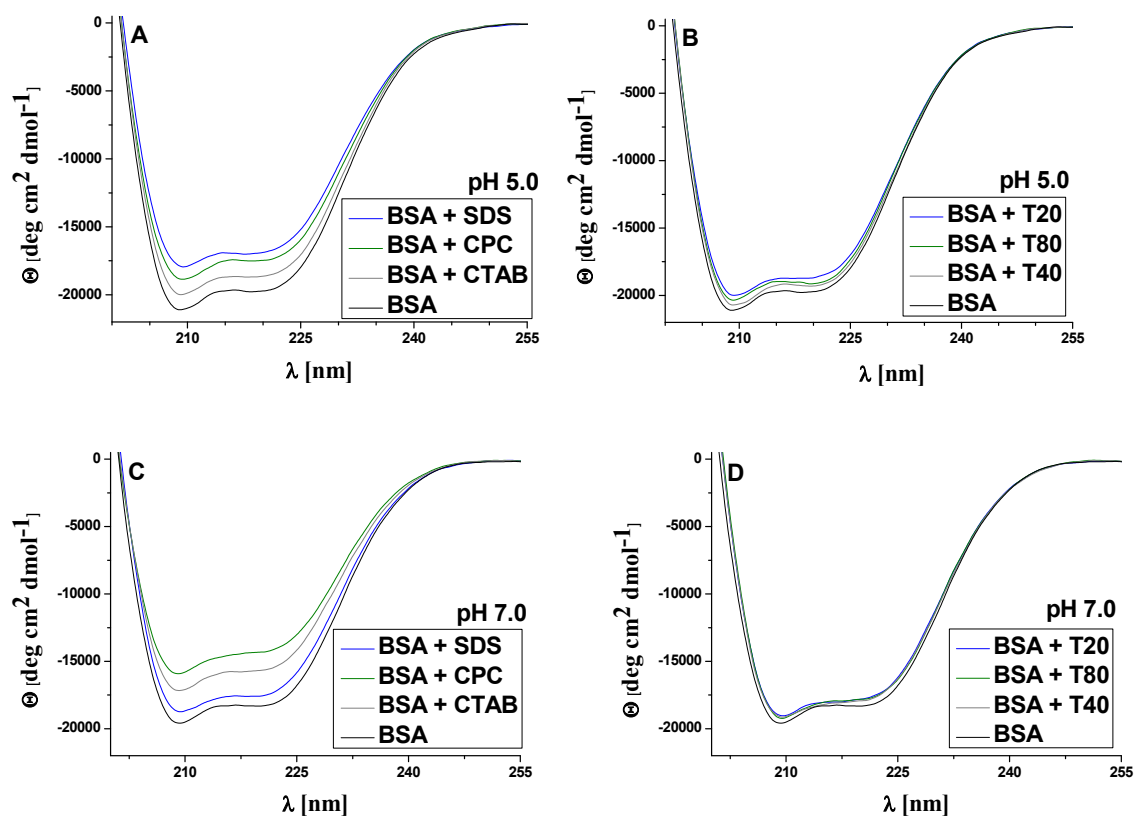 A
0
-5000
-10000
-15000
-20000
Θ [deg cm² dmol⁻¹]
pH 5.0
BSA + SDS
BSA + CPC
BSA + CTAB
BSA
210 225 240 255
λ [nm]
B
0
-5000
-10000
-15000
-20000
Θ [deg cm² dmol⁻¹]
pH 5.0
BSA + T20
BSA + T80
BSA + T40
BSA
210 225 240 255
λ [nm]
C
0
-5000
-10000
-15000
-20000
Θ [deg cm² dmol⁻¹]
pH 7.0
BSA + SDS
BSA + CPC
BSA + CTAB
BSA
210 225 240 255
λ [nm]
D
0
-5000
-10000
-15000
-20000
Θ [deg cm² dmol⁻¹]
pH 7.0
BSA + T20
BSA + T80
BSA + T40
BSA
210 225 240 255
λ [nm]